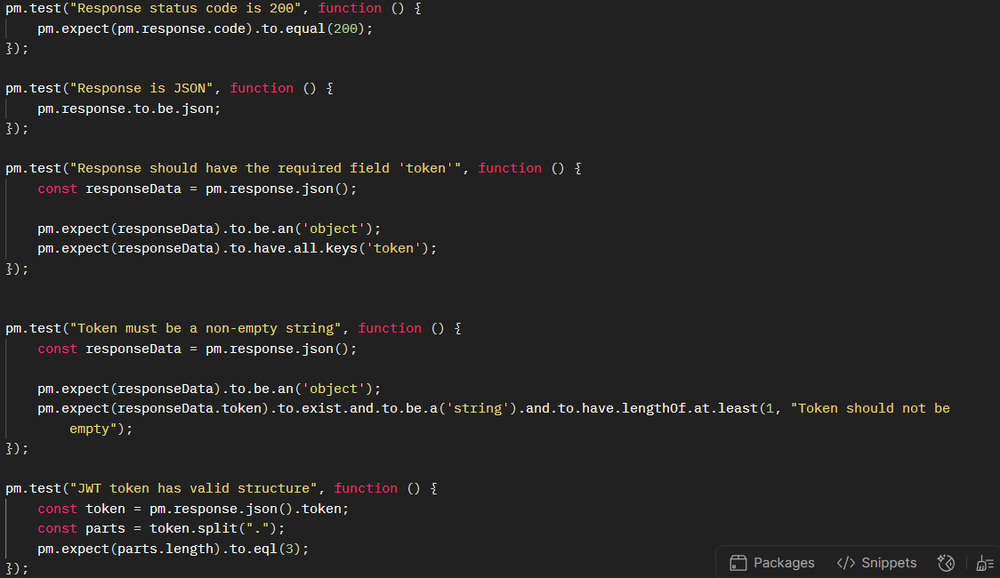 pm.test("Response status code is 200", function () {
    pm.expect(pm.response.code).to.equal(200);
});

pm.test("Response is JSON", function () {
    pm.response.to.be.json;
});

pm.test("Response should have the required field 'token'", function () {
    const responseData = pm.response.json();

    pm.expect(responseData).to.be.an('object');
    pm.expect(responseData).to.have.all.keys('token');
});


pm.test("Token must be a non-empty string", function () {
    const responseData = pm.response.json();

    pm.expect(responseData).to.be.an('object');
    pm.expect(responseData.token).to.exist.and.to.be.a('string').and.to.have.lengthOf.at.least(1, "Token should not be
        empty");
});

pm.test("JWT token has valid structure", function () {
    const token = pm.response.json().token;
    const parts = token.split(".");
    pm.expect(parts.length).to.eql(3);
});
Packages </> Snippets